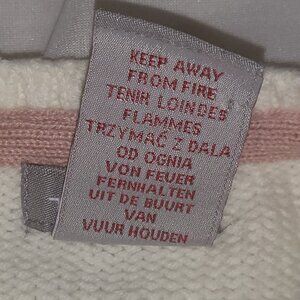 KEEP AWAY
FROM FIRE
TENIR LOINDES
FLAMMES
TRZYMAĆ Z DALA
OD OGNIA
VON FEUER
FERNHALTEN
UIT DE BUURT
VAN
VUUR HOUDEN